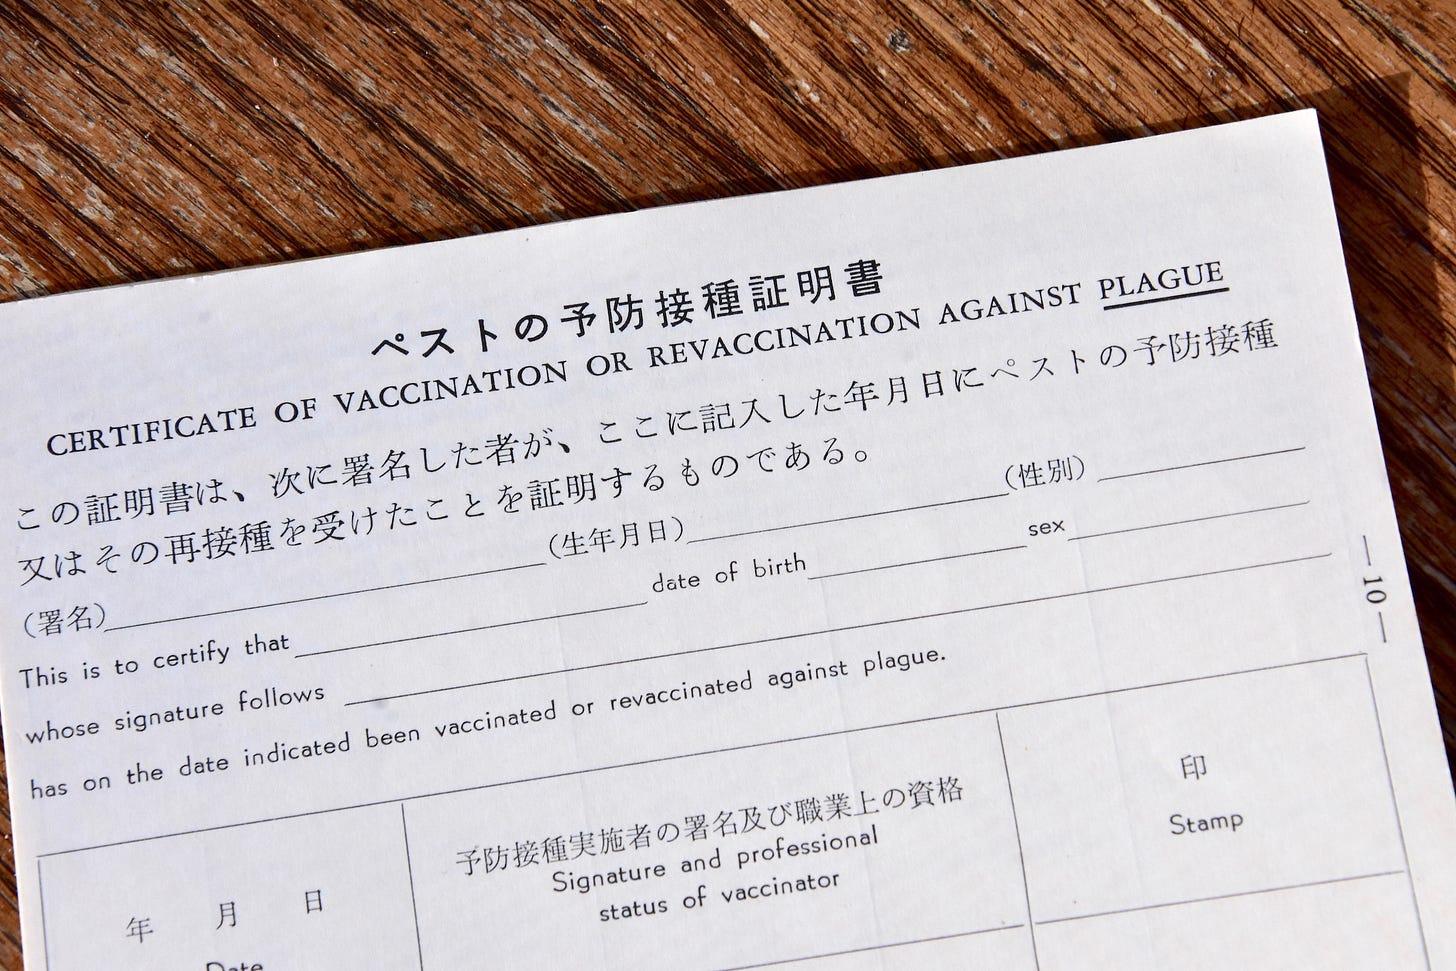 ペストの予防接種証明書
CERTIFICATE OF VACCINATION OR REVACCINATION AGAINST PLAGUE
この証明書は、次に署名した者が、ここに記入した年月日にペストの予防接種
又はその再接種を受けたことを証明するものである。
(署名) (生年月日) (性別)
This is to certify that date of birth sex
whose signature follows
has on the date indicated been vaccinated or revaccinated against plague.
年 月 日
Date
予防接種実施者の署名及び職業上の資格
Signature and professional
status of vaccinator
印
Stamp
—10—